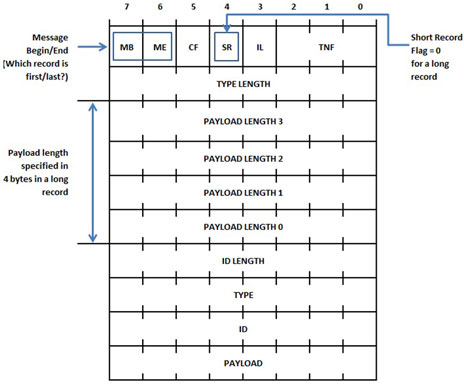 7 6 5 4 3 2 1 0
Message
Begin/End
[Which record is
first/last?)
MB ME CF SR IL TNF
Short Record
Flag = 0
for a long
record
TYPE LENGTH
Payload length
specified in
4 bytes in a long
record
PAYLOAD LENGTH 3
PAYLOAD LENGTH 2
PAYLOAD LENGTH 1
PAYLOAD LENGTH 0
ID LENGTH
TYPE
ID
PAYLOAD